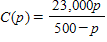 C(p) = 23,000p / 500 − p